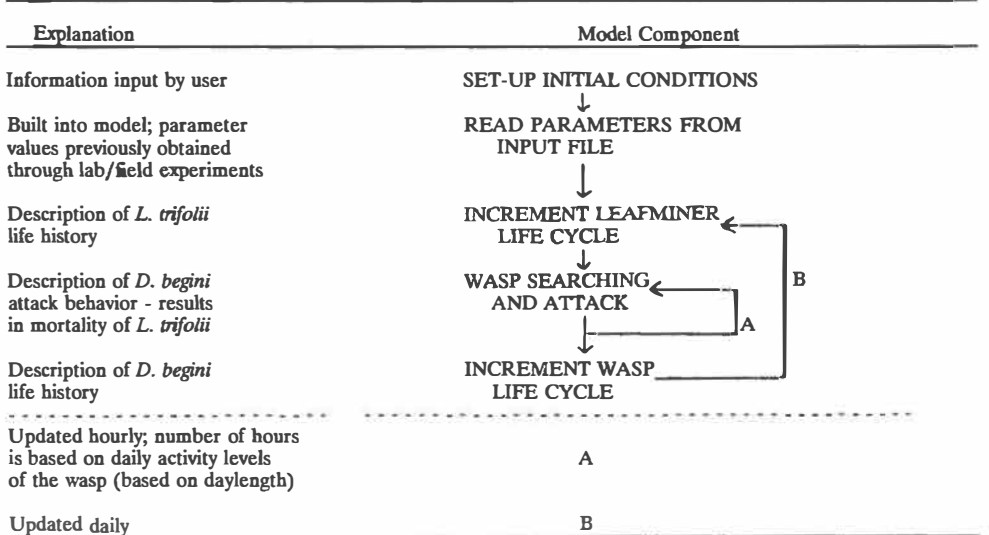 Explanation Model Component
Information input by user SET-UP INITIAL CONDITIONS
Built into model; parameter READ PARAMETERS FROM
values previously obtained INPUT FILE
through lab/field experiments
Description of L. trifolii INCREMENT LEAFMINER
life history LIFE CYCLE
B
Description of D. begini WASP SEARCHING
attack behavior - results AND ATTACK
in mortality of L. trifolii A
Description of D. begini INCREMENT WASP
life history LIFE CYCLE
Updated hourly; number of hours
is based on daily activity levels A
of the wasp (based on daylength)
Updated daily B